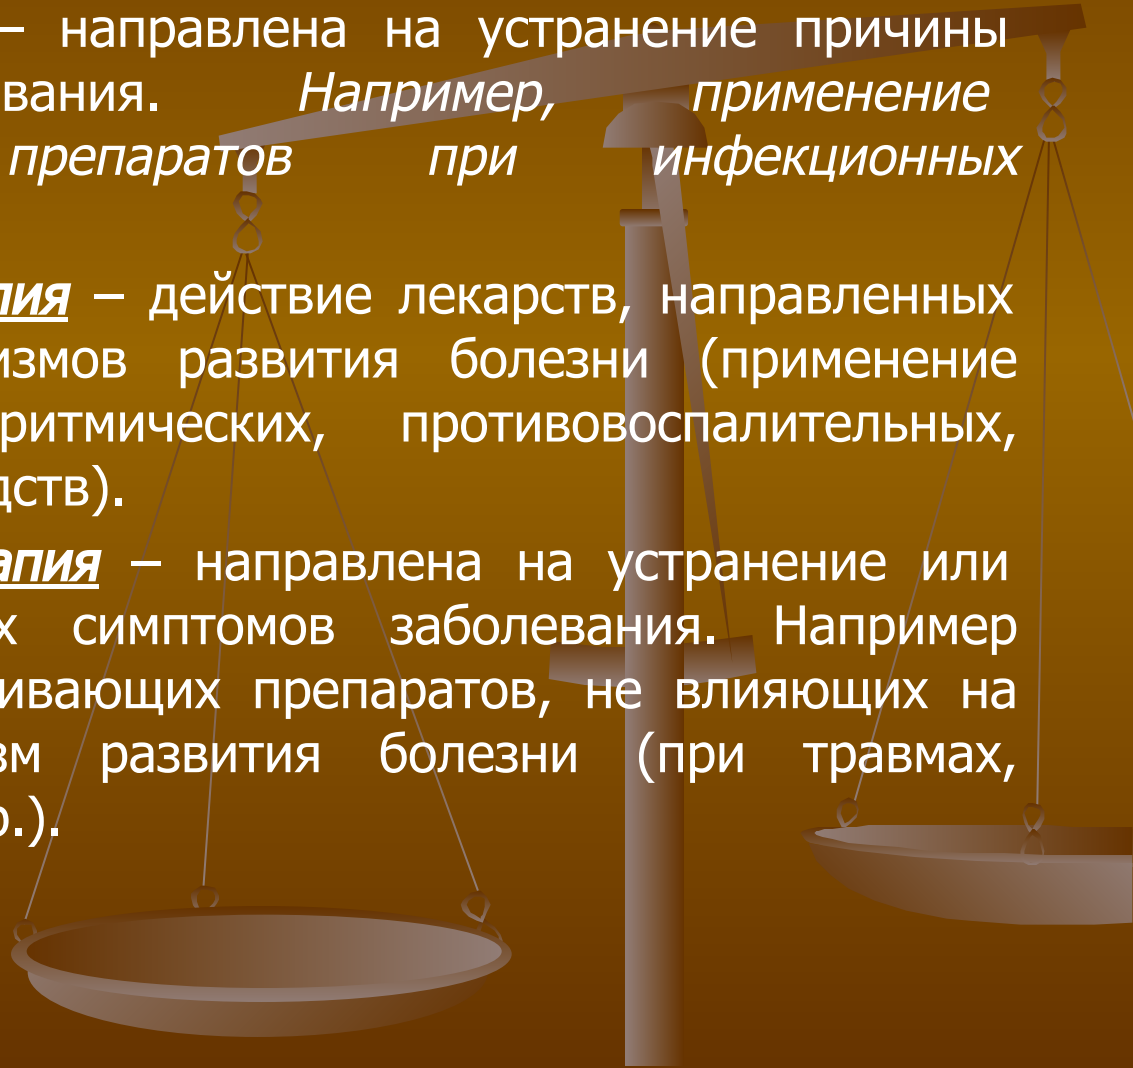 – направлена на устранение причины
вания. Например, применение
препаратов при инфекционных
пия – действие лекарств, направленных
измов развития болезни (применение
ритмических, противовоспалительных,
дств).
апия – направлена на устранение или
х симптомов заболевания. Например
ивающих препаратов, не влияющих на
зм развития болезни (при травмах,
р.).